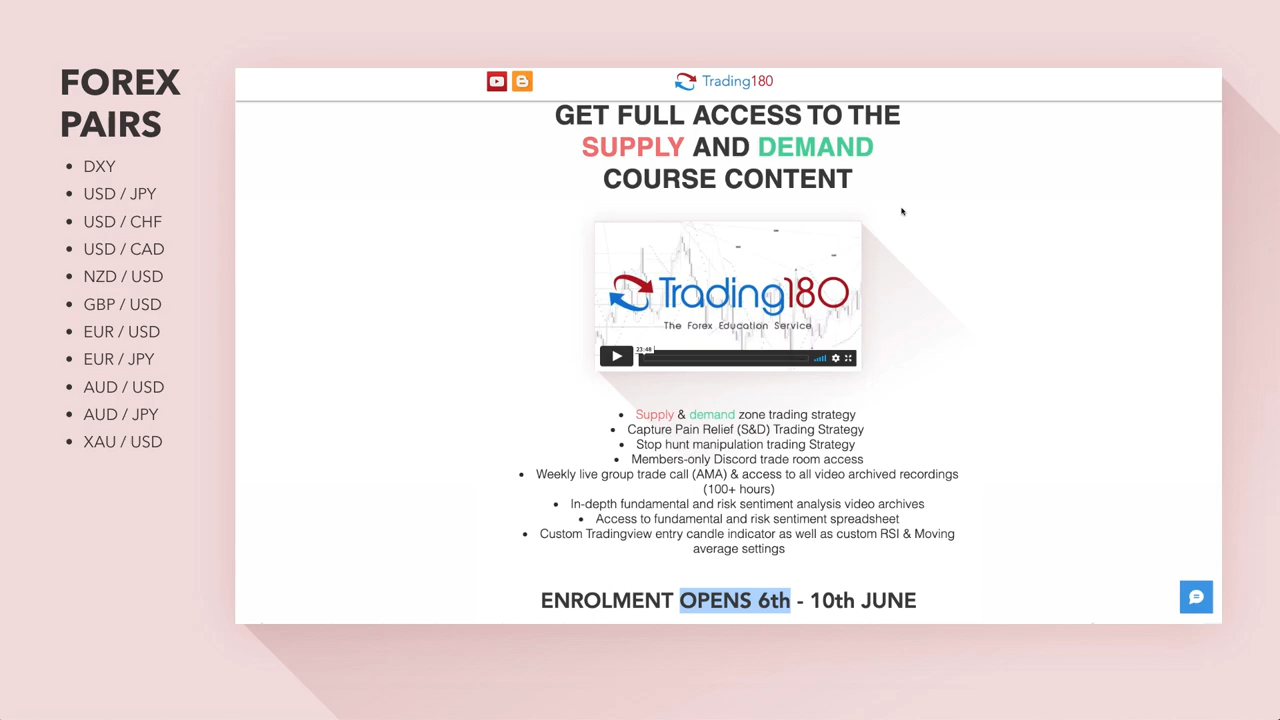 FOREX
PAIRS
• DXY
• USD / JPY
• USD / CHF
• USD / CAD
• NZD / USD
• GBP / USD
• EUR / USD
• EUR / JPY
• AUD / USD
• AUD / JPY
• XAU / USD
Trading180
GET FULL ACCESS TO THE
SUPPLY AND DEMAND
COURSE CONTENT
Trading180
The Forex Education Service
23:46
• Supply & demand zone trading strategy
• Capture Pain Relief (S&D) Trading Strategy
• Stop hunt manipulation trading Strategy
• Members-only Discord trade room access
• Weekly live group trade call (AMA) & access to all video archived recordings
(100+ hours)
• In-depth fundamental and risk sentiment analysis video archives
• Access to fundamental and risk sentiment spreadsheet
• Custom Tradingview entry candle indicator as well as custom RSI & Moving
average settings
ENROLMENT OPENS 6th - 10th JUNE